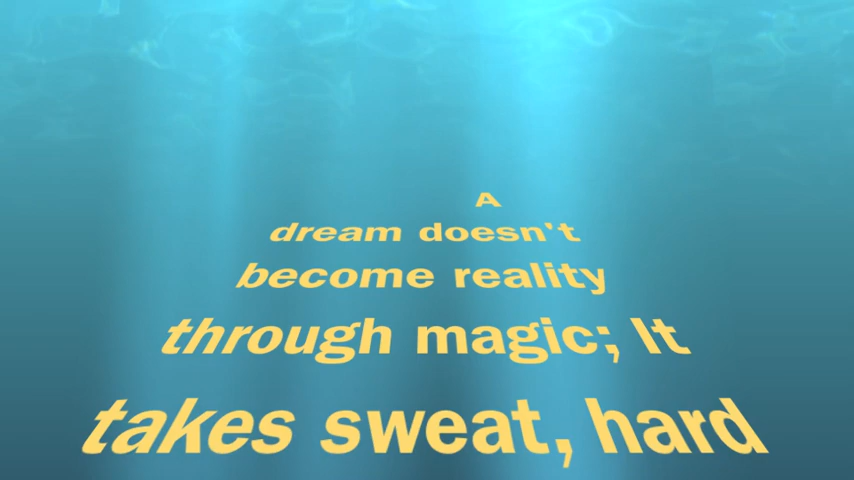 A
dream doesn't
become reality
through magic; It
takes sweat, hard